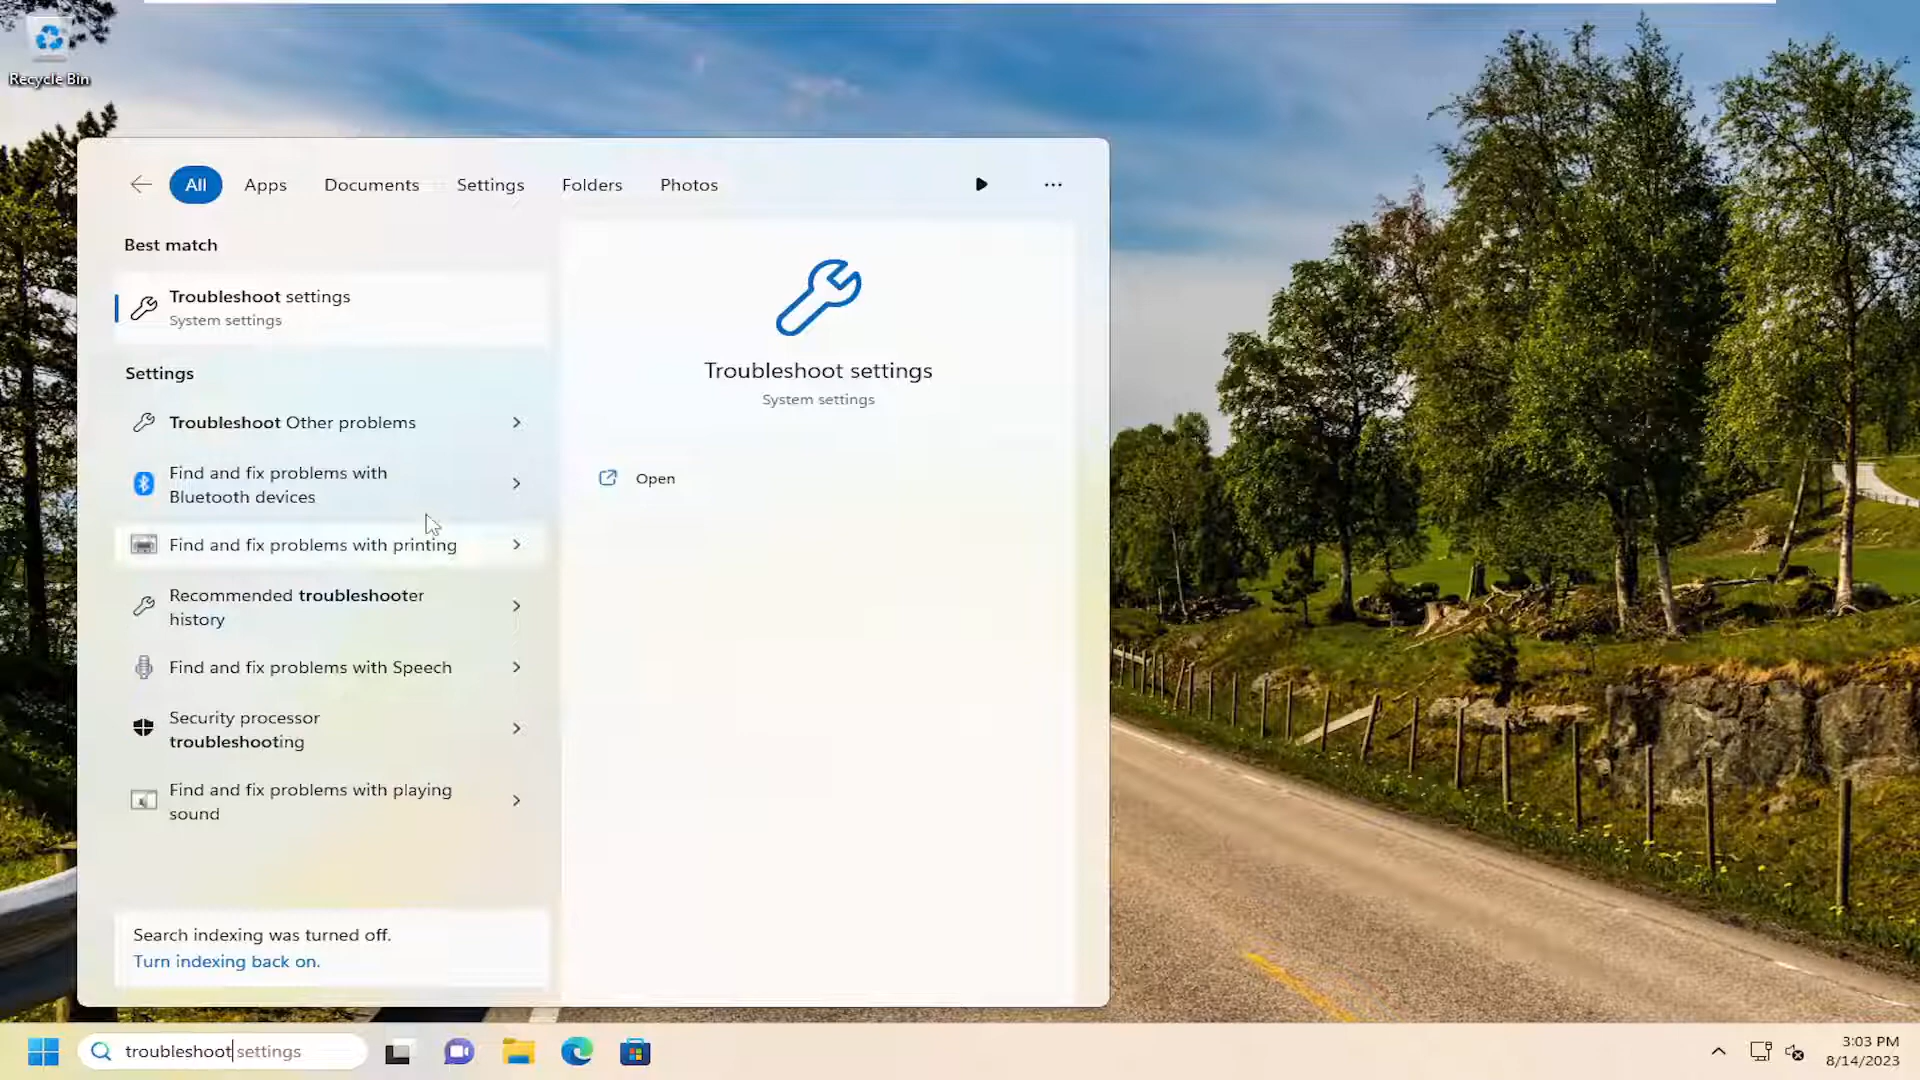 Recycle Bin
All
Apps
Documents
Settings
Folders
Photos
Best match
Troubleshoot settings
System settings
Settings
Troubleshoot Other problems
Find and fix problems with
Bluetooth devices
Find and fix problems with printing
Recommended troubleshooter
history
Find and fix problems with Speech
Security processor
troubleshooting
Find and fix problems with playing
sound
Search indexing was turned off.
Turn indexing back on.
Troubleshoot settings
System settings
Open
troubleshoot settings
3:03 PM
8/14/2023